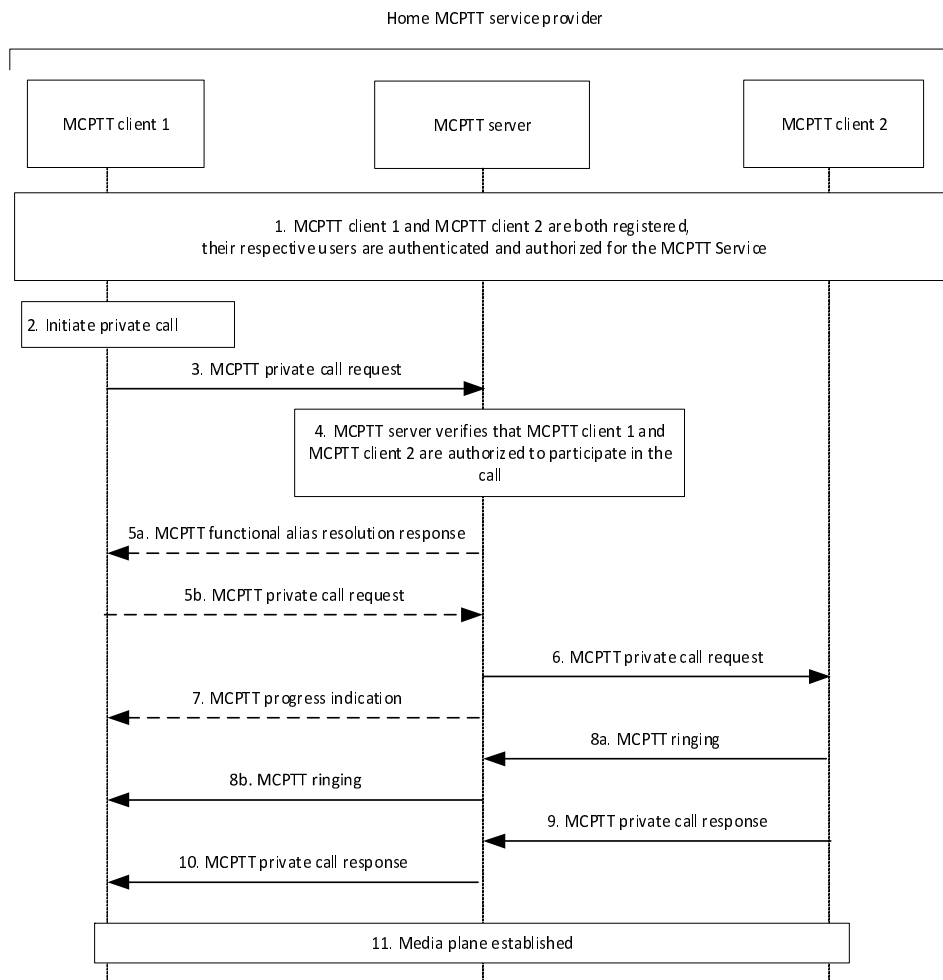 Home MCPTT service provider
MCPTT client 1
MCPTT server
MCPTT client 2
1. MCPTT client 1 and MCPTT client 2 are both registered,
their respective users are authenticated and authorized for the MCPTT Service
2. Initiate private call
3. MCPTT private call request
4. MCPTT server verifies that MCPTT client 1 and
MCPTT client 2 are authorized to participate in the
call
5a. MCPTT functional alias resolution response
5b. MCPTT private call request
6. MCPTT private call request
7. MCPTT progress indication
8a. MCPTT ringing
8b. MCPTT ringing
9. MCPTT private call response
10. MCPTT private call response
11. Media plane established